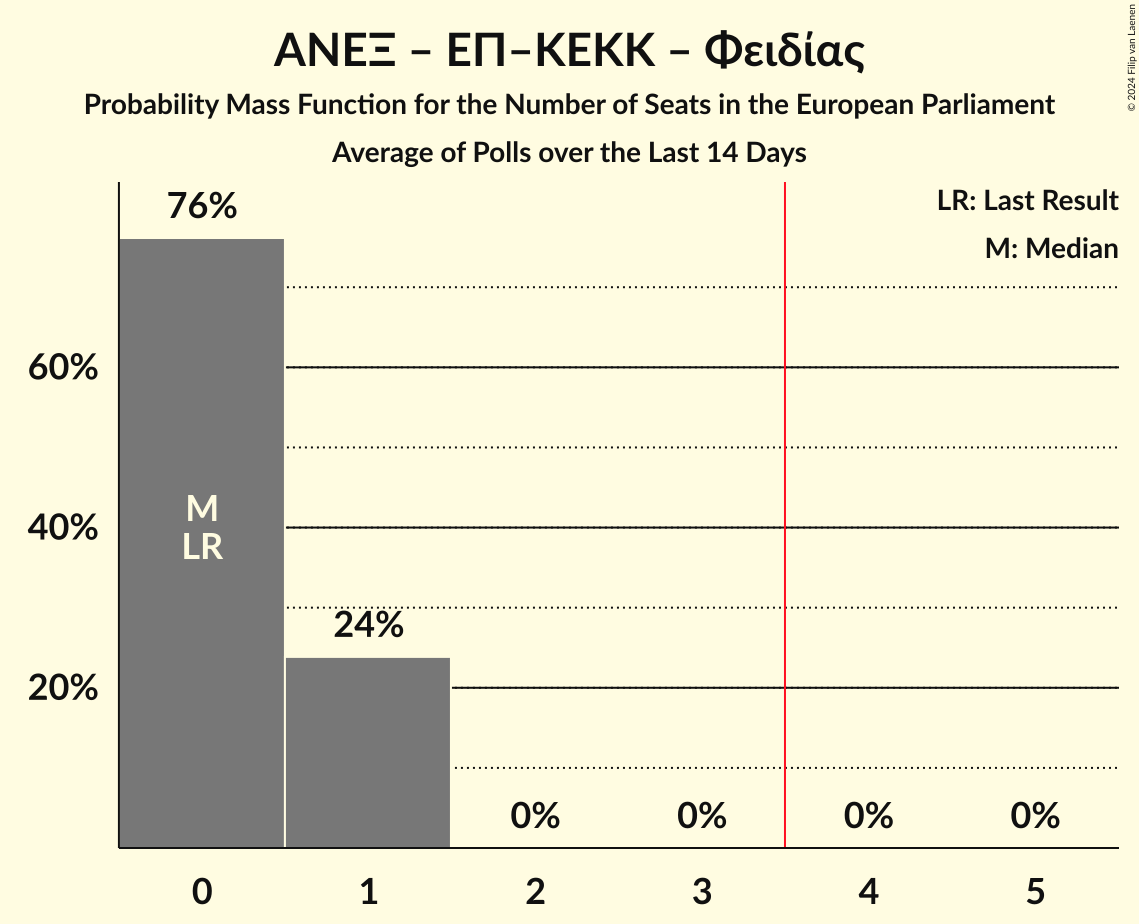 ΑΝΕΞ – ΕΠ–ΚΕΚΚ – Φειδίας
Probability Mass Function for the Number of Seats in the European Parliament
Average of Polls over the Last 14 Days
© 2024 Filip van Laenen
LR: Last Result
M: Median
76%
60%
M
LR
40%
24%
20%
0% 0% 0% 0%
0 1 2 3 4 5